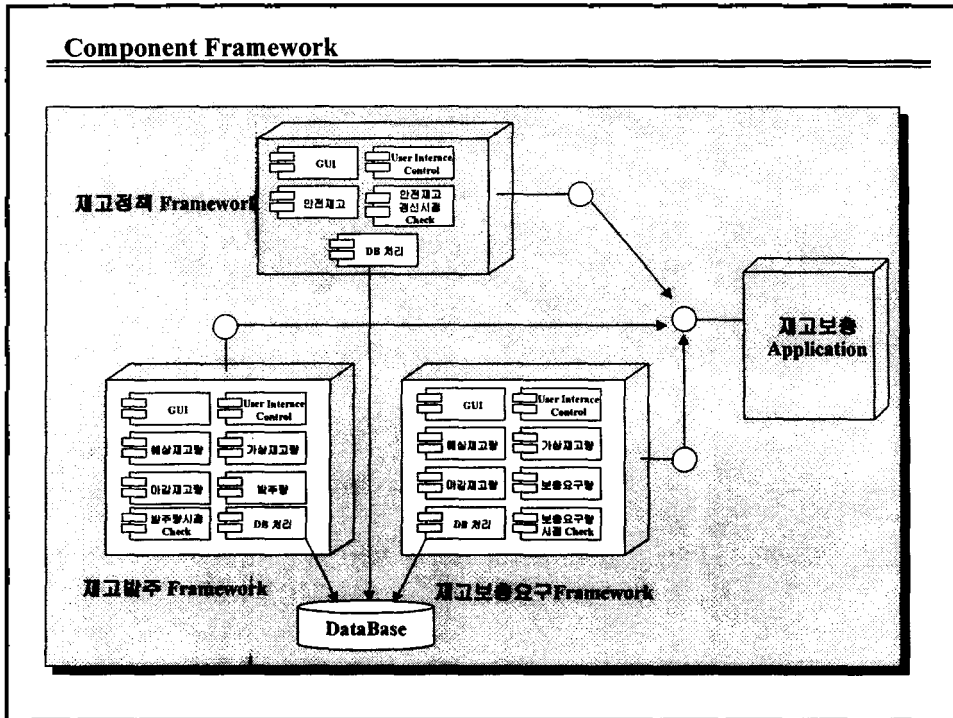 Component Framework
GUI
User Internce
Control
안전재고
안전재고
갱신시점
Check
DB 처리
재고정책 Framework
재고보충
Application
GUI
User Internce
Control
예상재고량
가상재고량
마감재고량
발주량
발주량시점
Check
DB 처리
GUI
User Internce
Control
예상재고량
가상재고량
마감재고량
보충요구량
DB 처리
보충요구량
시점 Check
재고발주 Framework
재고보충요구Framework
DataBase